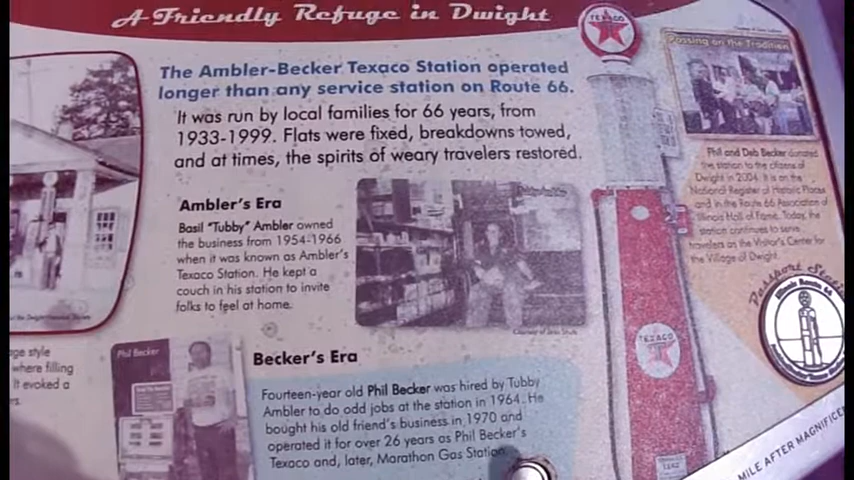 A Friendly Refuge in Dwight
The Ambler-Becker Texaco Station operated
longer than any service station on Route 66.
It was run by local families for 66 years, from
1933-1999. Flats were fixed, breakdowns towed,
and at times, the spirits of weary travelers restored.
Ambler's Era
Basil "Tubby" Ambler owned
the business from 1954-1966
when it was known as Ambler's
Texaco Station. He kept a
couch in his station to invite
folks to feel at home.
ge style
where filling
It evoked a
rs.
Phil Becker
Becker's Era
Fourteen-year old Phil Becker was hired by Tubby
Ambler to do odd jobs at the station in 1964. He
bought his old friend's business in 1970 and
operated it for over 26 years as Phil Becker's
Texaco and, later, Marathon Gas Station.
TEXACO
TEXACO
Passing on the Tradition
Phil and Deb Becker donated
the station to the citizens of
Dwight in 2004. It is on the
National Register of Historic Places
and in the Route 66 Association of
Illinois Hall of Fame. Today, the
station continues to serve
travelers as the Visitor's Center for
the Village of Dwight.
Passport
Illinois Route 66
MILE AFTER MAGNIFIC